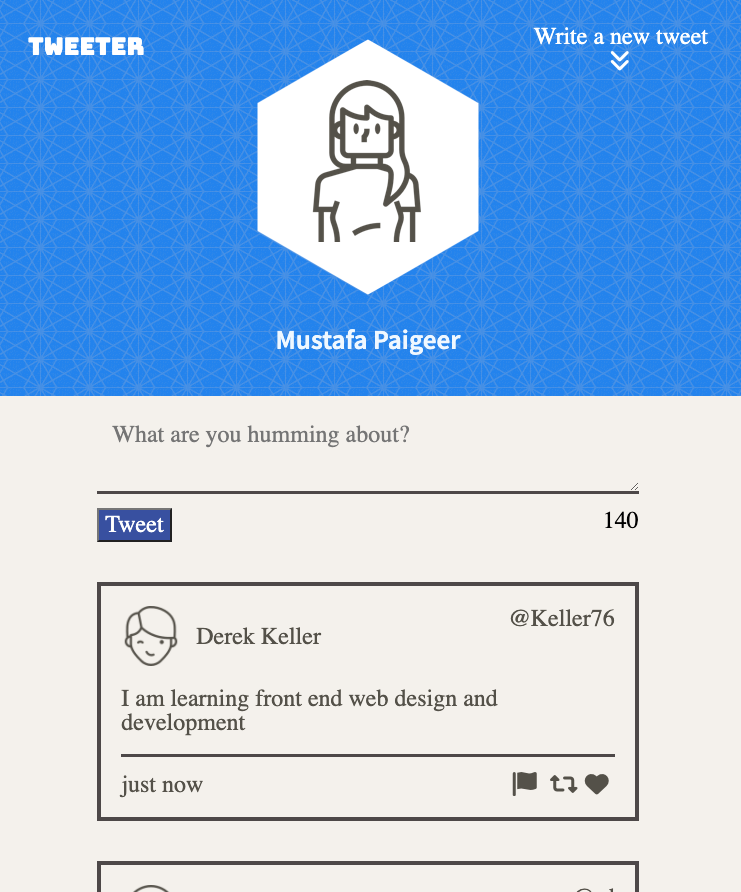 TWEETER
Write a new tweet
Mustafa Paigeer
What are you humming about?
Tweet
140
Derek Keller
@Keller76
I am learning front end web design and
development
just now